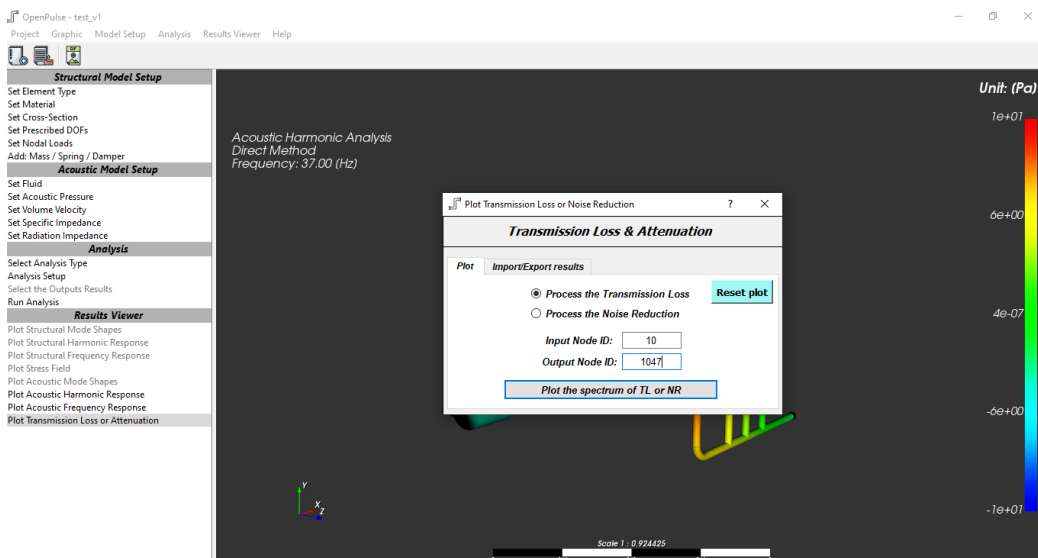 OpenPulse - test_v1
Project Graphic Model Setup Analysis Results Viewer Help
Structural Model Setup
Set Element Type
Set Material
Set Cross-Section
Set Prescribed DOFs
Set Nodal Loads
Add: Mass / Spring / Damper
Acoustic Model Setup
Set Fluid
Set Acoustic Pressure
Set Volume Velocity
Set Specific Impedance
Set Radiation Impedance
Analysis
Select Analysis Type
Analysis Setup
Select the Outputs Results
Run Analysis
Results Viewer
Plot Structural Mode Shapes
Plot Structural Harmonic Response
Plot Structural Frequency Response
Plot Stress Field
Plot Acoustic Mode Shapes
Plot Acoustic Harmonic Response
Plot Acoustic Frequency Response
Plot Transmission Loss or Attenuation
Acoustic Harmonic Analysis
Direct Method
Frequency: 37.00 (Hz)
Plot Transmission Loss or Noise Reduction
Transmission Loss & Attenuation
Plot Import/Export results
Process the Transmission Loss
Reset plot
Process the Noise Reduction
Input Node ID: 10
Output Node ID: 1047
Plot the spectrum of TL or NR
Unit: (Pa)
1e+01
6e+00
4e-07
-6e+00
-1e+01
Y
X
Z
Scale 1 : 0.924425